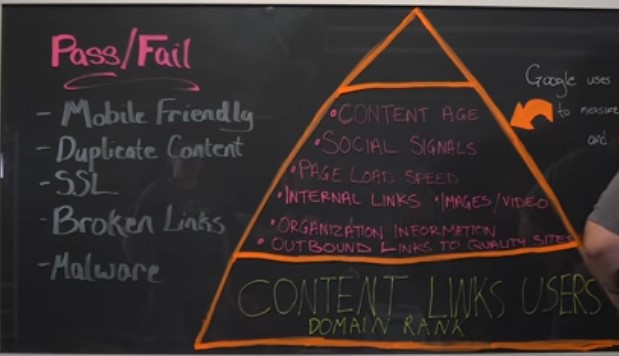 Pass/Fail
- Mobile Friendly
- Duplicate Content
- SSL
- Broken Links
- Malware
• CONTENT AGE
• SOCIAL SIGNALS
• PAGE LOAD SPEED
• INTERNAL LINKS • IMAGES/VIDEO
• ORGANIZATION INFORMATION
• OUTBOUND LINKS TO QUALITY SITES
CONTENT LINKS USERS
DOMAIN RANK
Google uses
to measure
and